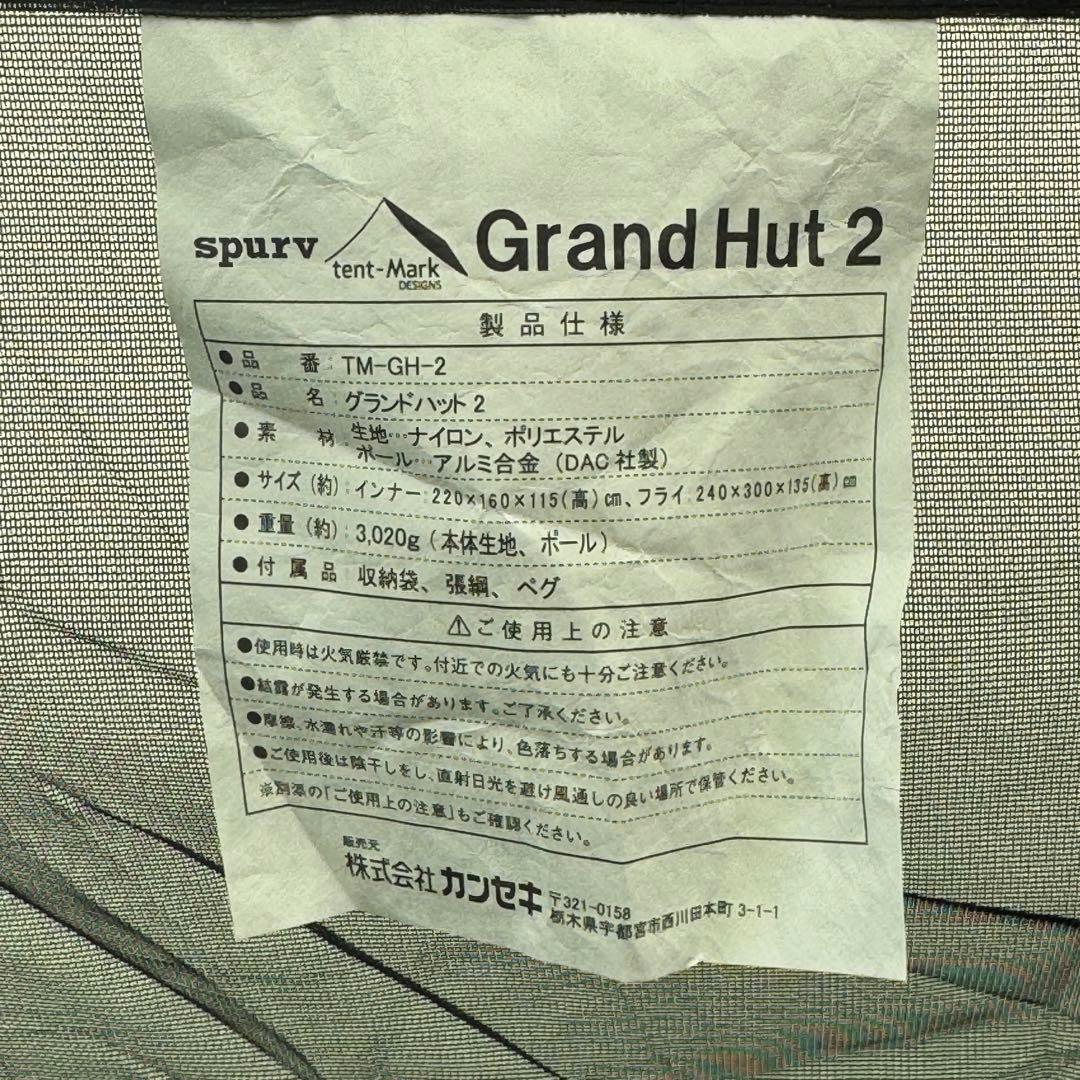 spurv tent-Mark DESIGNS Grand Hut 2
製品仕様
●品番:TM-GH-2
●品名:グランドハット2
●素材:生地…ナイロン、ポリエステル
ポール…アルミ合金（DAC社製）
●サイズ（約）:インナー:220×160×115(高)㎝、フライ:240×300×135(高)㎝
●重量（約）:3,020g（本体生地、ポール）
●付属品:収納袋、張綱、ペグ
⚠ご使用上の注意
●使用時は火気厳禁です。付近での火気にも十分ご注意ください。
●結露が発生する場合があります。ご了承ください。
●摩擦、水濡れや汗等の影響により、色落ちする場合があります。
●ご使用後は陰干しをし、直射日光を避け風通しの良い場所で保管ください。
※別添の「ご使用上の注意」もご確認ください。
販売元
株式会社カンセキ 〒321-0158
栃木県宇都宮市西川田本町3-1-1